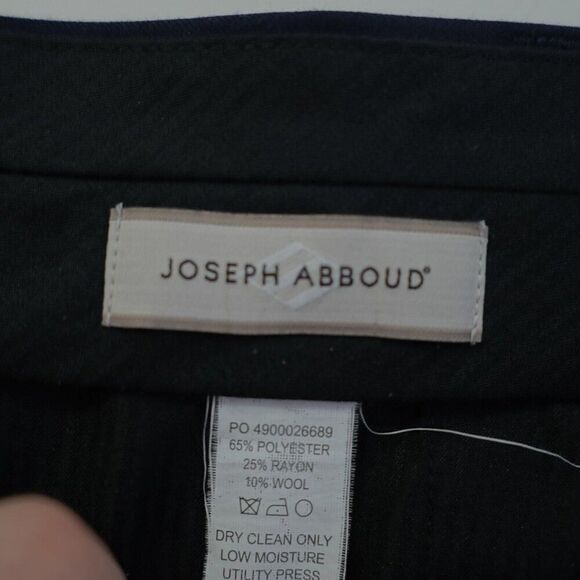 JOSEPH ABBOUD®
PO 4900026689
65% POLYESTER
25% RAYON
10% WOOL
DRY CLEAN ONLY
LOW MOISTURE
UTILITY PRESS